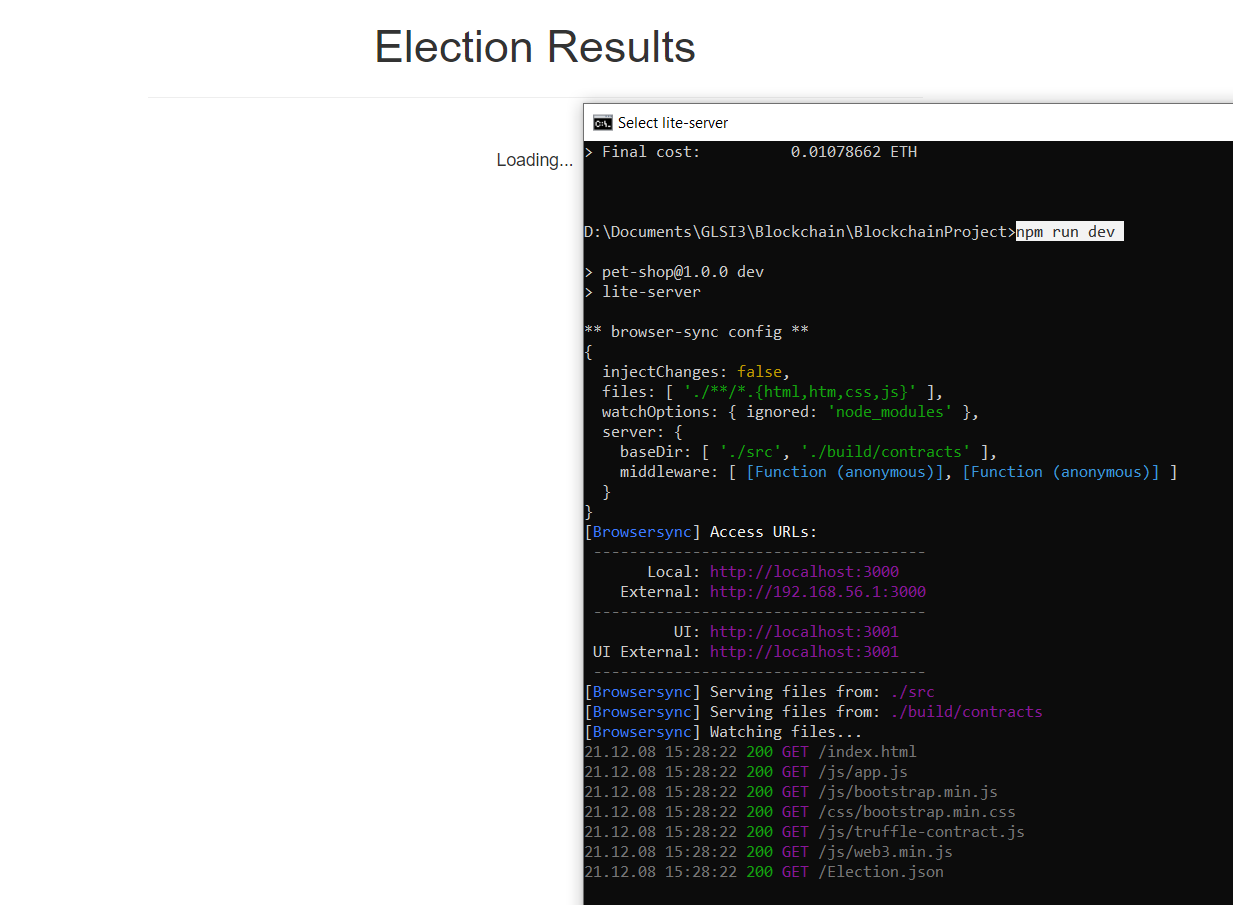 Election Results
Loading...
Select lite-server
> Final cost:          0.01078662 ETH
D:\Documents\GLSI3\Blockchain\BlockchainProject>npm run dev
> pet-shop@1.0.0 dev
> lite-server
** browser-sync config **
{
  injectChanges: false,
  files: [ './**/*.{html,htm,css,js}' ],
  watchOptions: { ignored: 'node_modules' },
  server: {
    baseDir: [ './src', './build/contracts' ],
    middleware: [ [Function (anonymous)], [Function (anonymous)] ]
  }
}
[Browsersync] Access URLs:
 -------------------------------------
       Local: http://localhost:3000
    External: http://192.168.56.1:3000
 -------------------------------------
          UI: http://localhost:3001
 UI External: http://localhost:3001
 -------------------------------------
[Browsersync] Serving files from: ./src
[Browsersync] Serving files from: ./build/contracts
[Browsersync] Watching files...
21.12.08 15:28:22 200 GET /index.html
21.12.08 15:28:22 200 GET /js/app.js
21.12.08 15:28:22 200 GET /js/bootstrap.min.js
21.12.08 15:28:22 200 GET /css/bootstrap.min.css
21.12.08 15:28:22 200 GET /js/truffle-contract.js
21.12.08 15:28:22 200 GET /js/web3.min.js
21.12.08 15:28:22 200 GET /Election.json